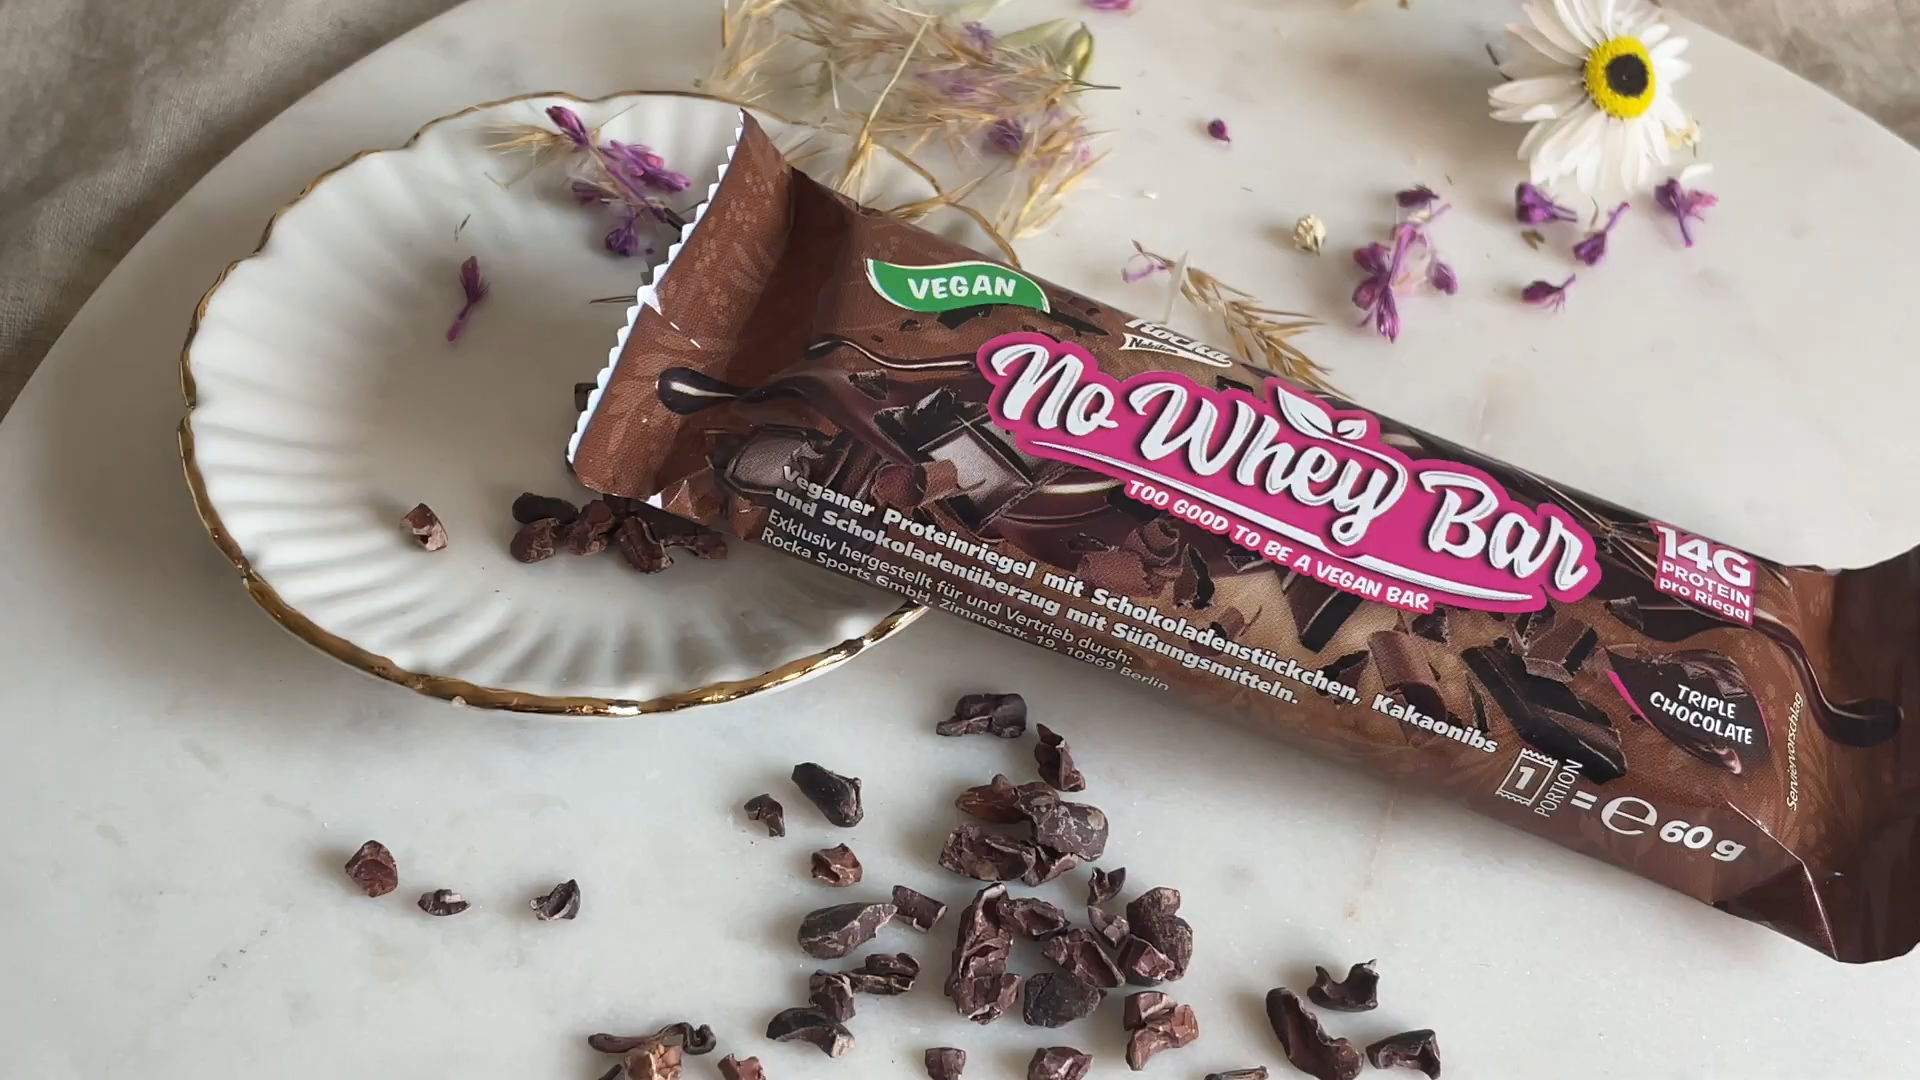 VEGAN
Rocka
Nutrition
No Whey Bar
TOO GOOD TO BE A VEGAN BAR
14G
PROTEIN
pro Riegel
Veganer Proteinriegel mit Schokoladenstückchen, Kakaonibs
und Schokoladenüberzug mit Süßungsmitteln.
Exklusiv hergestellt für und Vertrieb durch:
Rocka Sports GmbH, Zimmerstr. 19, 10969 Berlin
TRIPLE
CHOCOLATE
Serviervorschlag
1 PORTION = ℮ 60 g